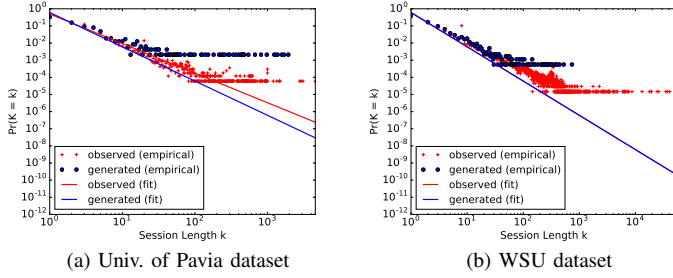 10^0
10^-1
10^-2
10^-3
10^-4
10^-5
10^-6
10^-7
10^-8
10^-9
10^-10
10^-11
10^-12
Pr(K = k)
observed (empirical)
generated (empirical)
observed (fit)
generated (fit)
10^0 10^1 10^2 10^3
Session Length k
(a) Univ. of Pavia dataset
10^0
10^-1
10^-2
10^-3
10^-4
10^-5
10^-6
10^-7
10^-8
10^-9
10^-10
10^-11
10^-12
Pr(K = k)
observed (empirical)
generated (empirical)
observed (fit)
generated (fit)
10^0 10^1 10^2 10^3 10^4
Session Length k
(b) WSU dataset